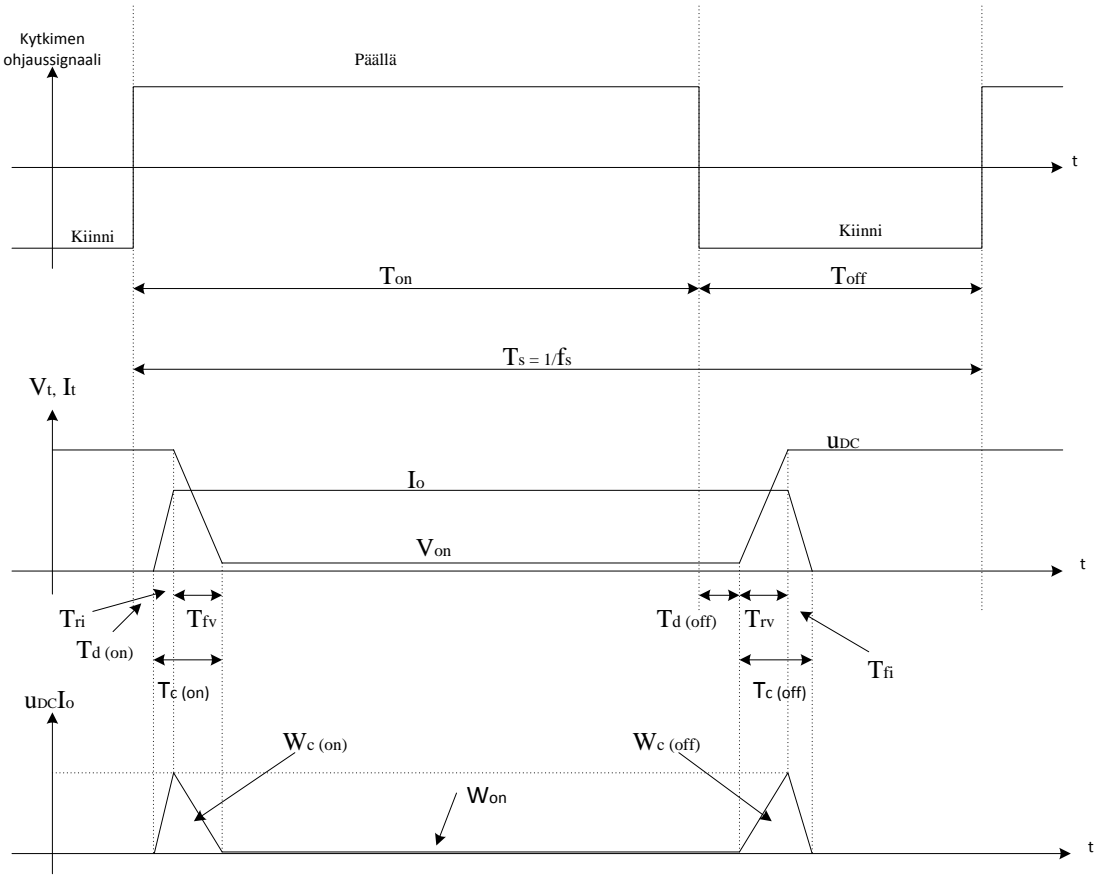 Kytkimen
ohjaussignaali
Päällä
t
Kiinni
Kiinni
Ton
Toff
Ts = 1/fs
Vt, It
uDC
Io
Von
t
Tri
Tfv
Td (off)
Trv
Td (on)
Tfi
Tc (on)
Tc (off)
uDCIo
Wc (on)
Wc (off)
Won
t